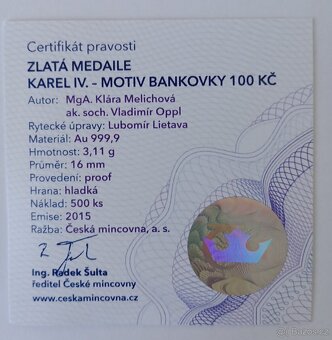 Certifikát pravosti
ZLATÁ MEDAILE
KAREL IV. – MOTIV BANKOVKY 100 KČ
Autor: MgA. Klára Melichová
ak. soch. Vladimír Oppl
Rytecké úpravy: Lubomír Lietava
Materiál: Au 999,9
Hmotnost: 3,11 g
Průměr: 16 mm
Provedení: proof
Hrana: hladká
Náklad: 500 ks
Emise: 2015
Ražba: Česká mincovna, a. s.
Ing. Radek Šulta
ředitel České mincovny
www.ceskamincovna.cz